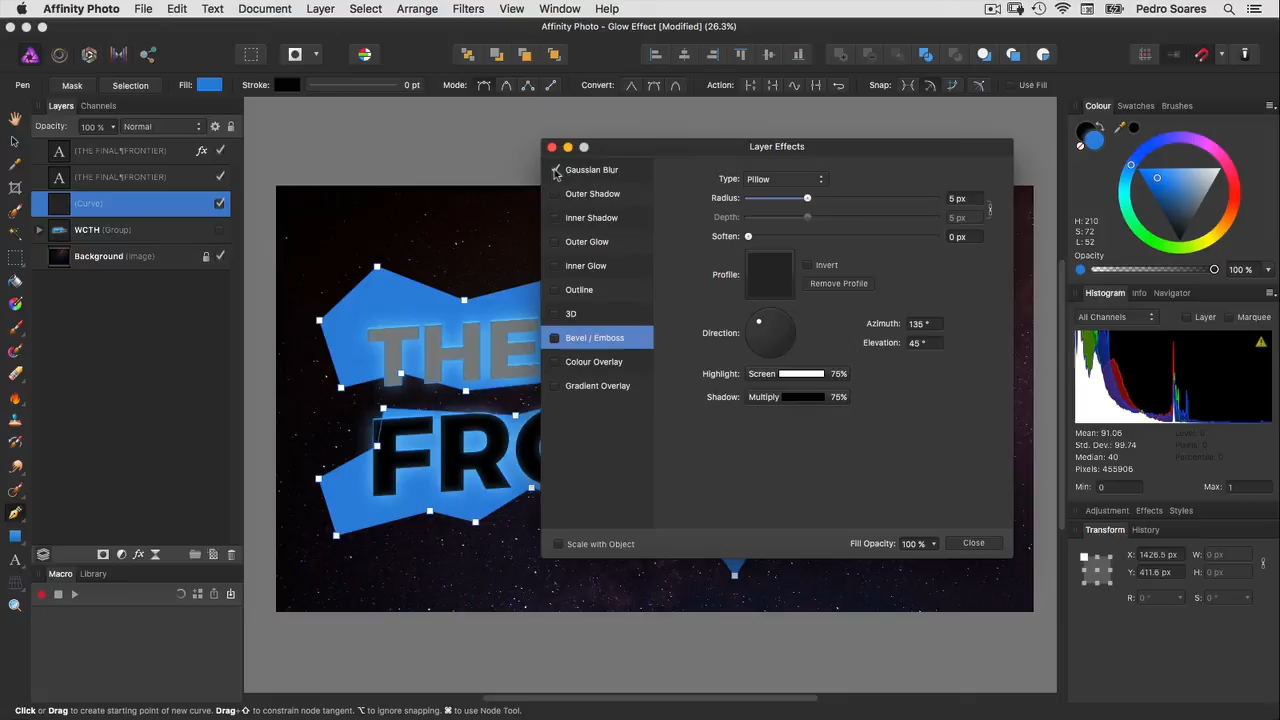 Affinity Photo File Edit Text Document Layer Select Arrange Filters View Window Help Pedro Soares
Affinity Photo - Glow Effect [Modified] (26.3%)
Pen Mask Selection Fill: Stroke: 0 pt Mode: Convert: Action: Snap: Use Fill
Layers Channels
Opacity: 100 % Normal
A (THE FINAL¶FRONTIER) fx
A (THE FINAL¶FRONTIER)
(Curve)
WCTH (Group)
Background (Image)
Macro Library
THE
FRO
Layer Effects
Gaussian Blur
Outer Shadow
Inner Shadow
Outer Glow
Inner Glow
Outline
3D
Bevel / Emboss
Colour Overlay
Gradient Overlay
Type: Pillow
Radius: 5 px
Depth: 5 px
Soften: 0 px
Profile: Invert
Remove Profile
Direction: Azimuth: 135 °
Elevation: 45 °
Highlight: Screen 75%
Shadow: Multiply 75%
Scale with Object Fill Opacity: 100 % Close
Colour Swatches Brushes
H: 210
S: 72
L: 52
Opacity
100 %
Histogram Info Navigator
All Channels Layer Marquee
Mean: 91.06 Level: 0
Std. Dev.: 99.74 Pixels: 0
Median: 40 Percentile: 0
Pixels: 455906
Min: 0 Max: 1
Adjustment Effects Styles
Transform History
X: 1426.5 px W: 0 px
Y: 411.6 px H: 0 px
R: 0 ° S: 0 °
Click or Drag to create starting point of new curve. Drag+⇧ to constrain node tangent. ⌥ to ignore snapping. ⌘ to use Node Tool.